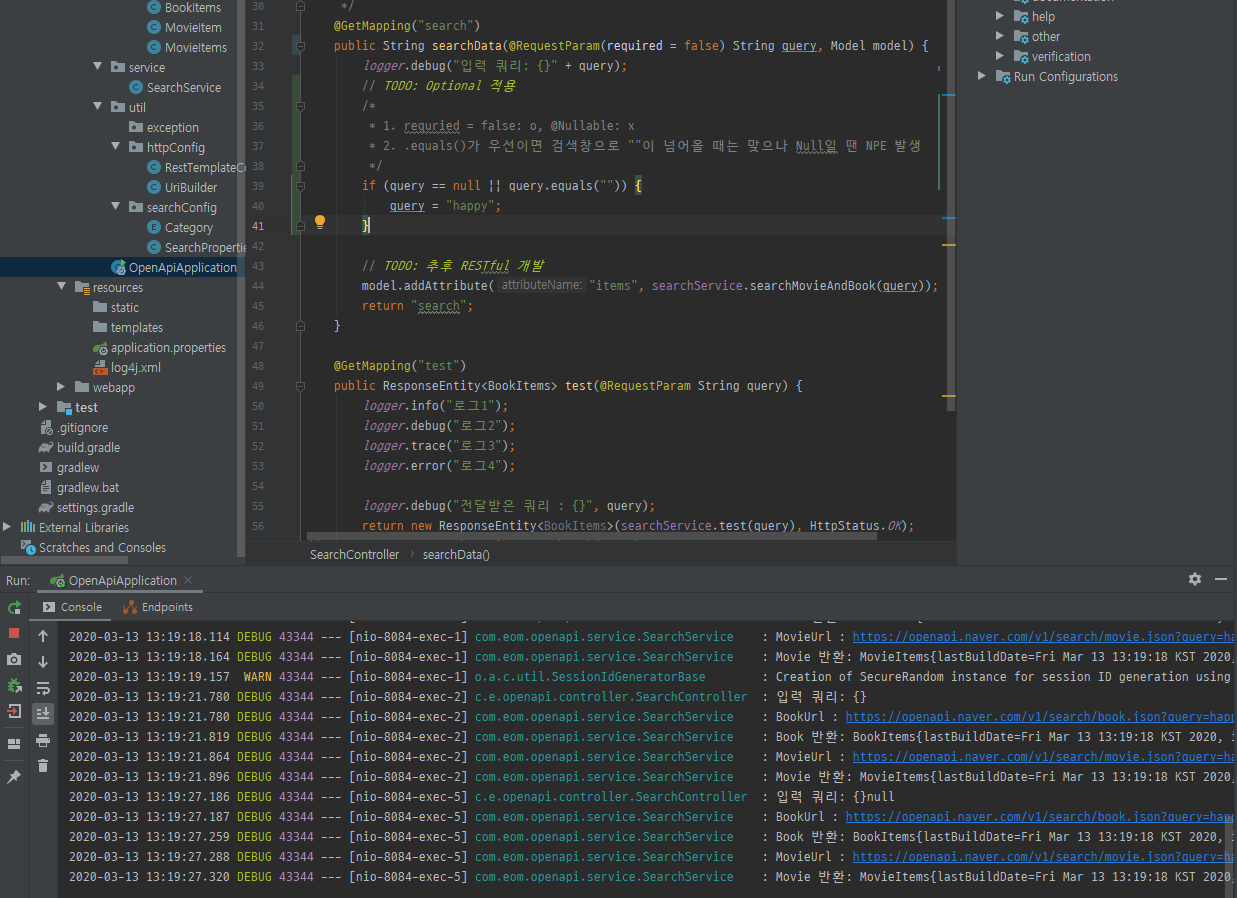 BookItems
MovieItem
MovieItems
service
SearchService
util
exception
httpConfig
RestTemplateC
UriBuilder
searchConfig
Category
SearchPropertie
OpenApiApplication
resources
static
templates
application.properties
log4j.xml
webapp
test
.gitignore
build.gradle
gradlew
gradlew.bat
settings.gradle
External Libraries
Scratches and Consoles
30 */
31 @GetMapping("search")
32 public String searchData(@RequestParam(required = false) String query, Model model) {
33 logger.debug("입력 쿼리: {}" + query);
34 // TODO: Optional 적용
35 /*
36 * 1. requried = false: o, @Nullable: x
37 * 2. .equals()가 우선이면 검색창으로 ""이 넘어올 때는 맞으나 Null일 땐 NPE 발생
38 */
39 if (query == null || query.equals("")) {
40 query = "happy";
41 }
42
43 // TODO: 추후 RESTful 개발
44 model.addAttribute( attributeName: "items", searchService.searchMovieAndBook(query));
45 return "search";
46 }
47
48 @GetMapping("test")
49 public ResponseEntity<BookItems> test(@RequestParam String query) {
50 logger.info("로그1");
51 logger.debug("로그2");
52 logger.trace("로그3");
53 logger.error("로그4");
54
55 logger.debug("전달받은 쿼리 : {}", query);
56 return new ResponseEntity<BookItems>(searchService.test(query), HttpStatus.OK);
SearchController › searchData()
help
other
verification
Run Configurations
Run: OpenApiApplication ×
Console Endpoints
2020-03-13 13:19:18.114 DEBUG 43344 --- [nio-8084-exec-1] com.eom.openapi.service.SearchService : MovieUrl : https://openapi.naver.com/v1/search/movie.json?query=ha
2020-03-13 13:19:18.164 DEBUG 43344 --- [nio-8084-exec-1] com.eom.openapi.service.SearchService : Movie 반환: MovieItems{lastBuildDate=Fri Mar 13 13:19:18 KST 2020,
2020-03-13 13:19:19.157 WARN 43344 --- [nio-8084-exec-1] o.a.c.util.SessionIdGeneratorBase : Creation of SecureRandom instance for session ID generation using
2020-03-13 13:19:21.780 DEBUG 43344 --- [nio-8084-exec-2] c.e.openapi.controller.SearchController : 입력 쿼리: {}
2020-03-13 13:19:21.780 DEBUG 43344 --- [nio-8084-exec-2] com.eom.openapi.service.SearchService : BookUrl : https://openapi.naver.com/v1/search/book.json?query=happ
2020-03-13 13:19:21.819 DEBUG 43344 --- [nio-8084-exec-2] com.eom.openapi.service.SearchService : Book 반환: BookItems{lastBuildDate=Fri Mar 13 13:19:18 KST 2020,
2020-03-13 13:19:21.864 DEBUG 43344 --- [nio-8084-exec-2] com.eom.openapi.service.SearchService : MovieUrl : https://openapi.naver.com/v1/search/movie.json?query=ha
2020-03-13 13:19:21.896 DEBUG 43344 --- [nio-8084-exec-2] com.eom.openapi.service.SearchService : Movie 반환: MovieItems{lastBuildDate=Fri Mar 13 13:19:18 KST 2020,
2020-03-13 13:19:27.186 DEBUG 43344 --- [nio-8084-exec-5] c.e.openapi.controller.SearchController : 입력 쿼리: {}null
2020-03-13 13:19:27.187 DEBUG 43344 --- [nio-8084-exec-5] com.eom.openapi.service.SearchService : BookUrl : https://openapi.naver.com/v1/search/book.json?query=happ
2020-03-13 13:19:27.259 DEBUG 43344 --- [nio-8084-exec-5] com.eom.openapi.service.SearchService : Book 반환: BookItems{lastBuildDate=Fri Mar 13 13:19:18 KST 2020,
2020-03-13 13:19:27.288 DEBUG 43344 --- [nio-8084-exec-5] com.eom.openapi.service.SearchService : MovieUrl : https://openapi.naver.com/v1/search/movie.json?query=ha
2020-03-13 13:19:27.320 DEBUG 43344 --- [nio-8084-exec-5] com.eom.openapi.service.SearchService : Movie 반환: MovieItems{lastBuildDate=Fri Mar 13 13:19:18 KST 2020,